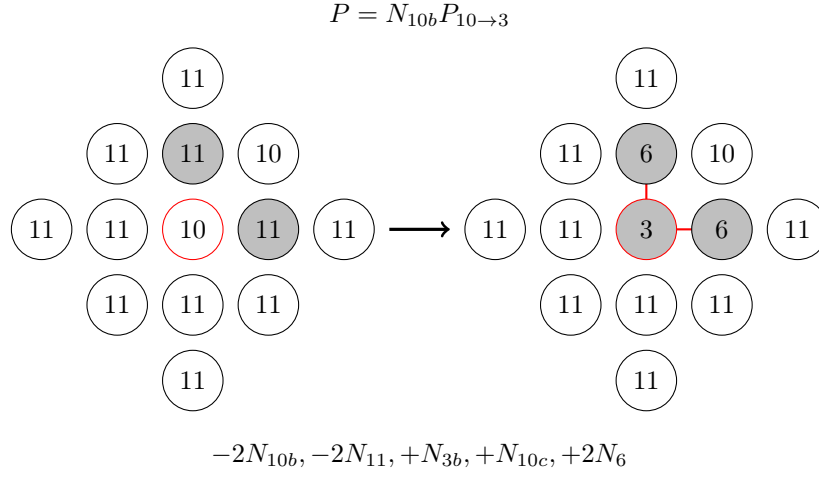 P = N_{10b}P_{10→3}
11 11
11 11 10 11 6 10
11 11 10 11 11 11 11 3 6 11
11 11 11 11 11 11
11 11
−2N_{10b}, −2N_{11}, +N_{3b}, +N_{10c}, +2N_6